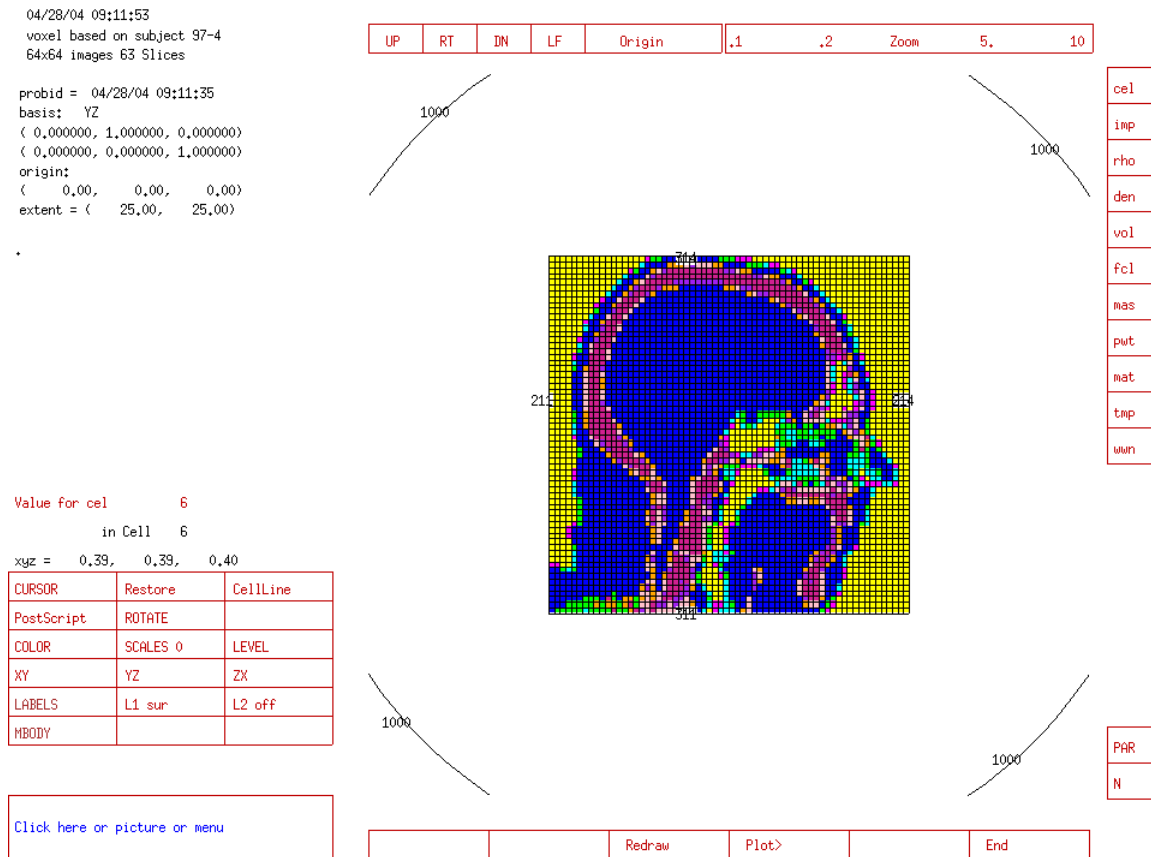 04/28/04 09:11:53
voxel based on subject 97-4
64x64 images 63 Slices
probid =  04/28/04 09:11:35
basis:   YZ
( 0.000000, 1.000000, 0.000000)
( 0.000000, 0.000000, 1.000000)
origin:
(     0.00,     0.00,     0.00)
extent = (    25.00,    25.00)
UP RT DN LF Origin .1 .2 Zoom 5. 10
1000
1000
cel
imp
rho
den
vol
fcl
mas
pwt
mat
tmp
wwn
314
211
214
311
Value for cel 6
in Cell 6
xyz =    0.39,    0.39,    0.40
CURSOR Restore CellLine
PostScript ROTATE
COLOR SCALES 0 LEVEL
XY YZ ZX
LABELS L1 sur L2 off
MBODY
1000
1000
PAR
N
Click here or picture or menu
Redraw Plot> End